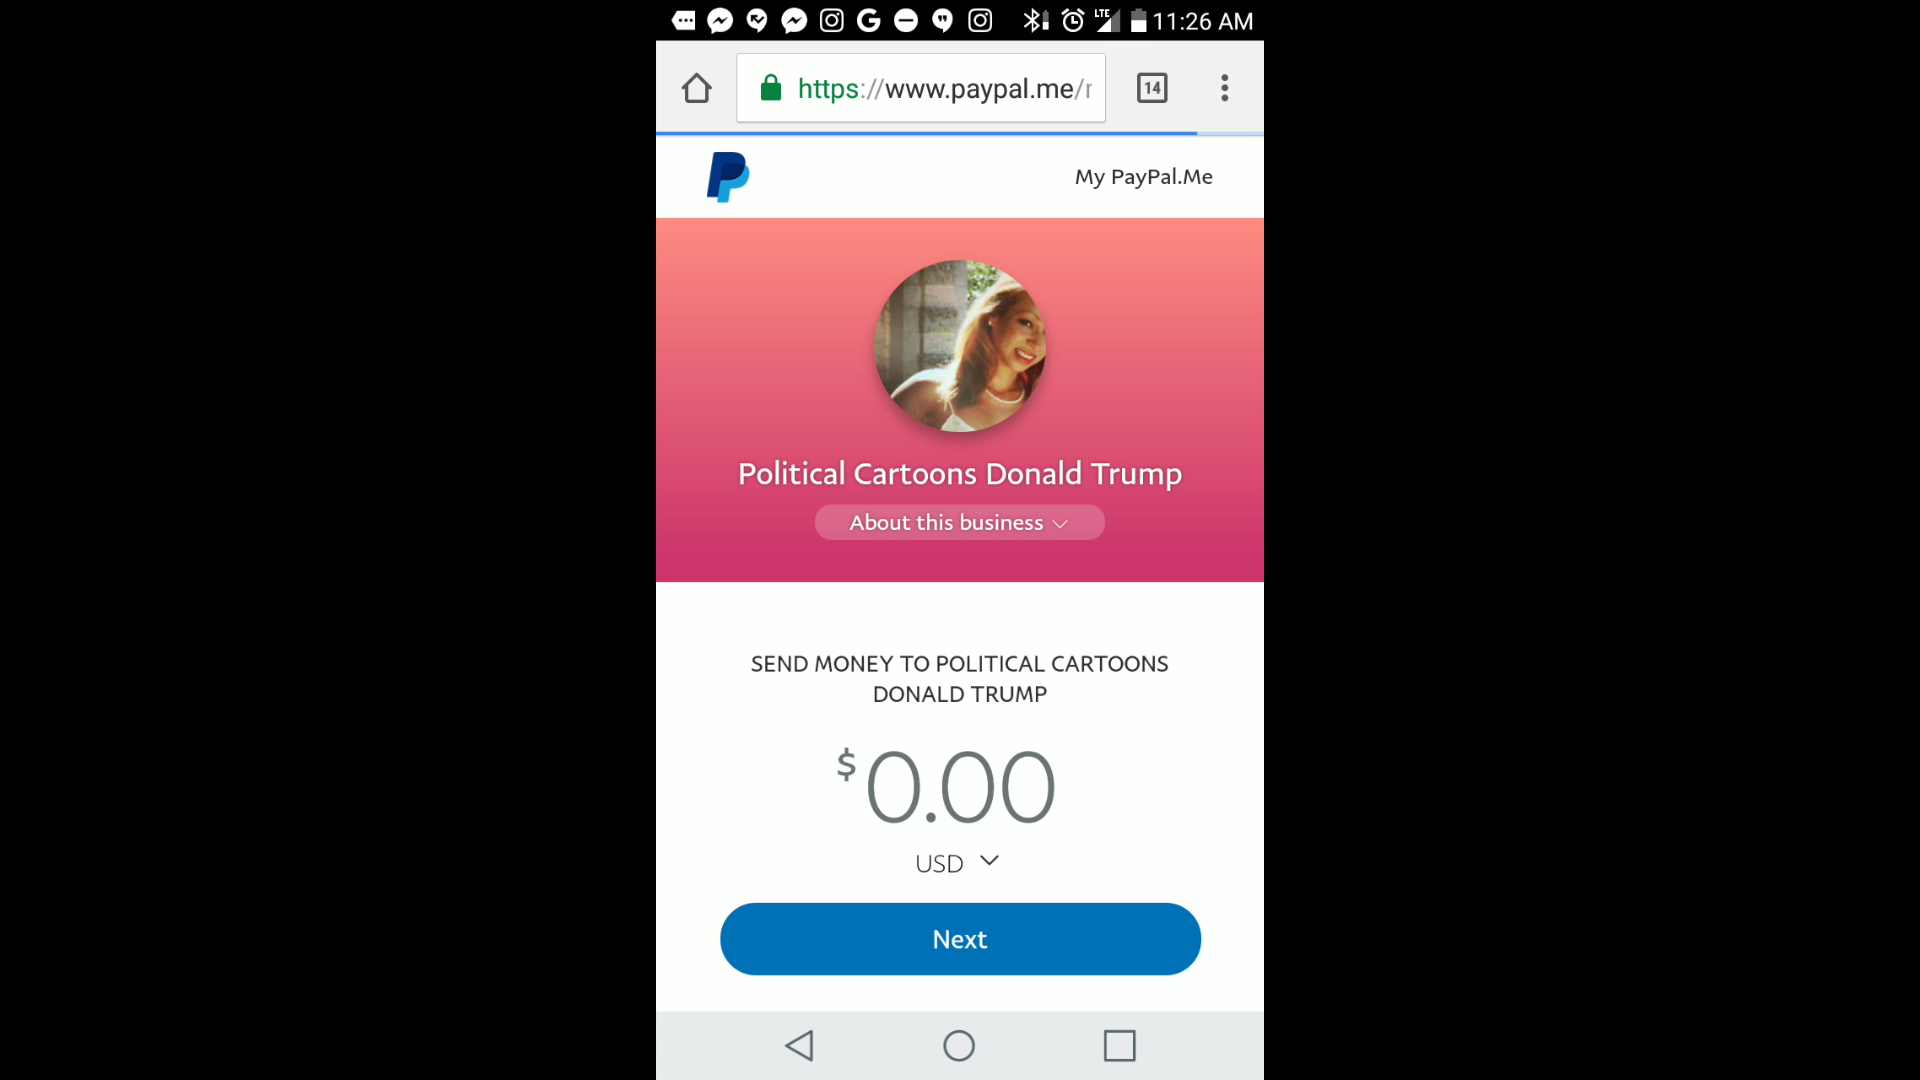 LTE 11:26 AM
https://www.paypal.me/ 14
My PayPal.Me
Political Cartoons Donald Trump
About this business
SEND MONEY TO POLITICAL CARTOONS
DONALD TRUMP
$0.00
USD
Next